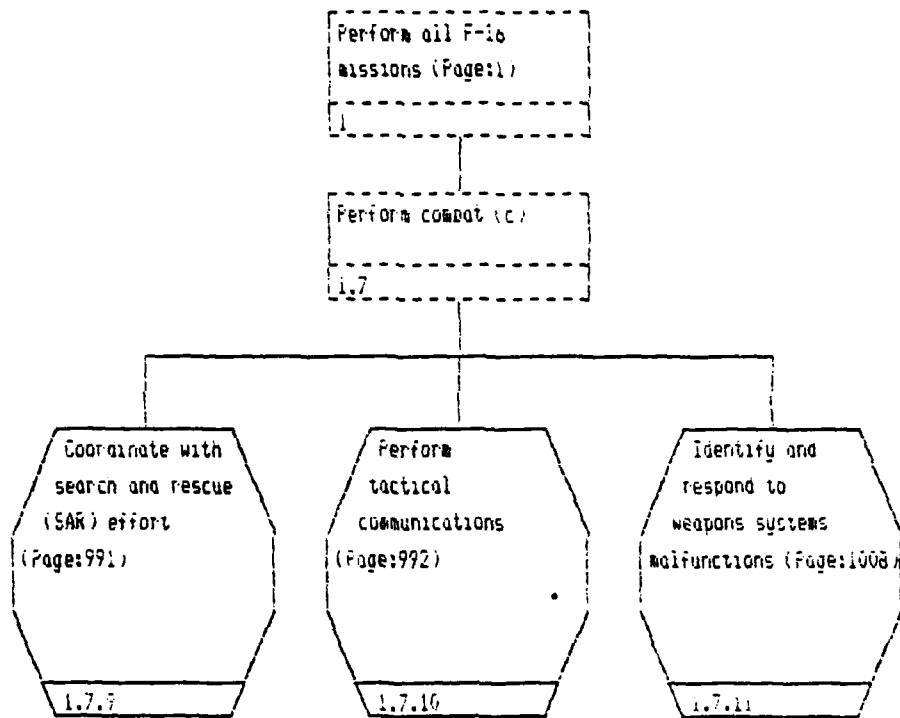 Perform all F-16
missions (Page:1)
1
Perform combat (c)
1.7
Coordinate with
search and rescue
(SAR) effort
(Page:991)
1.7.9
Perform
tactical
communications
(Page:992)
1.7.10
Identify and
respond to
weapons systems
malfunctions (Page:1008)
1.7.11